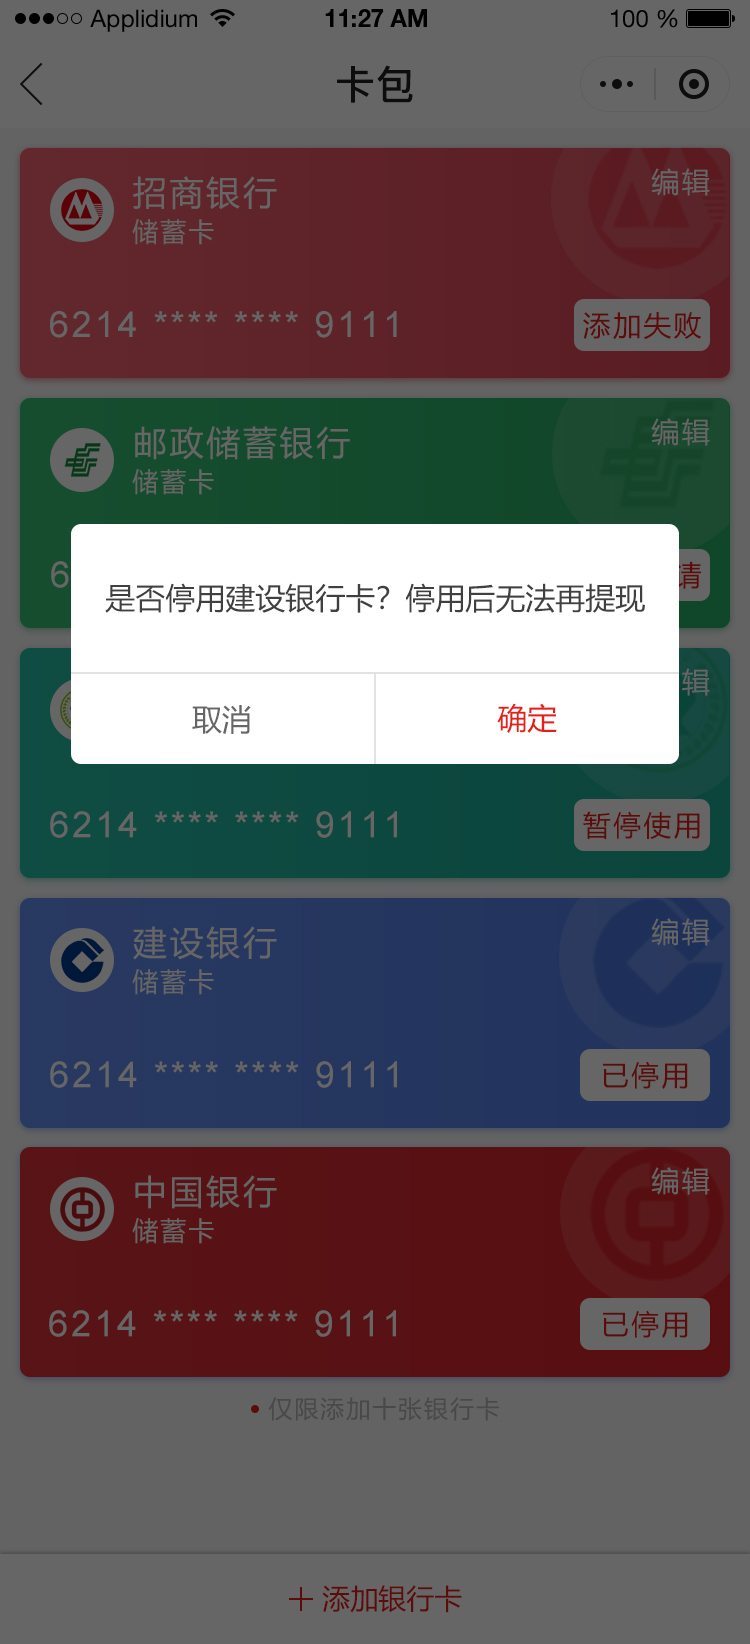 Applidium 11:27 AM 100 %
卡包
招商银行
编辑
储蓄卡
6214 **** **** 9111
添加失败
邮政储蓄银行
编辑
储蓄卡
6
请
是否停用建设银行卡？停用后无法再提现
辑
取消
确定
6214 **** **** 9111
暂停使用
建设银行
编辑
储蓄卡
6214 **** **** 9111
已停用
中国银行
编辑
储蓄卡
6214 **** **** 9111
已停用
仅限添加十张银行卡
+ 添加银行卡